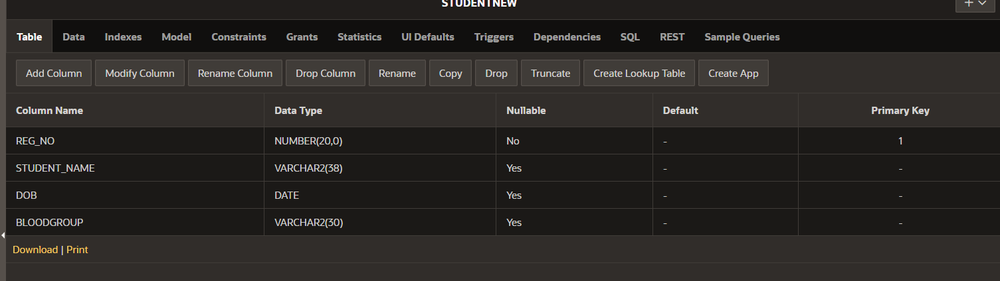 STUDENTNEW
Table Data Indexes Model Constraints Grants Statistics UI Defaults Triggers Dependencies SQL REST Sample Queries
Add Column Modify Column Rename Column Drop Column Rename Copy Drop Truncate Create Lookup Table Create App
Column Name Data Type Nullable Default Primary Key
REG_NO NUMBER(20,0) No - 1
STUDENT_NAME VARCHAR2(38) Yes - -
DOB DATE Yes - -
BLOODGROUP VARCHAR2(30) Yes - -
Download | Print